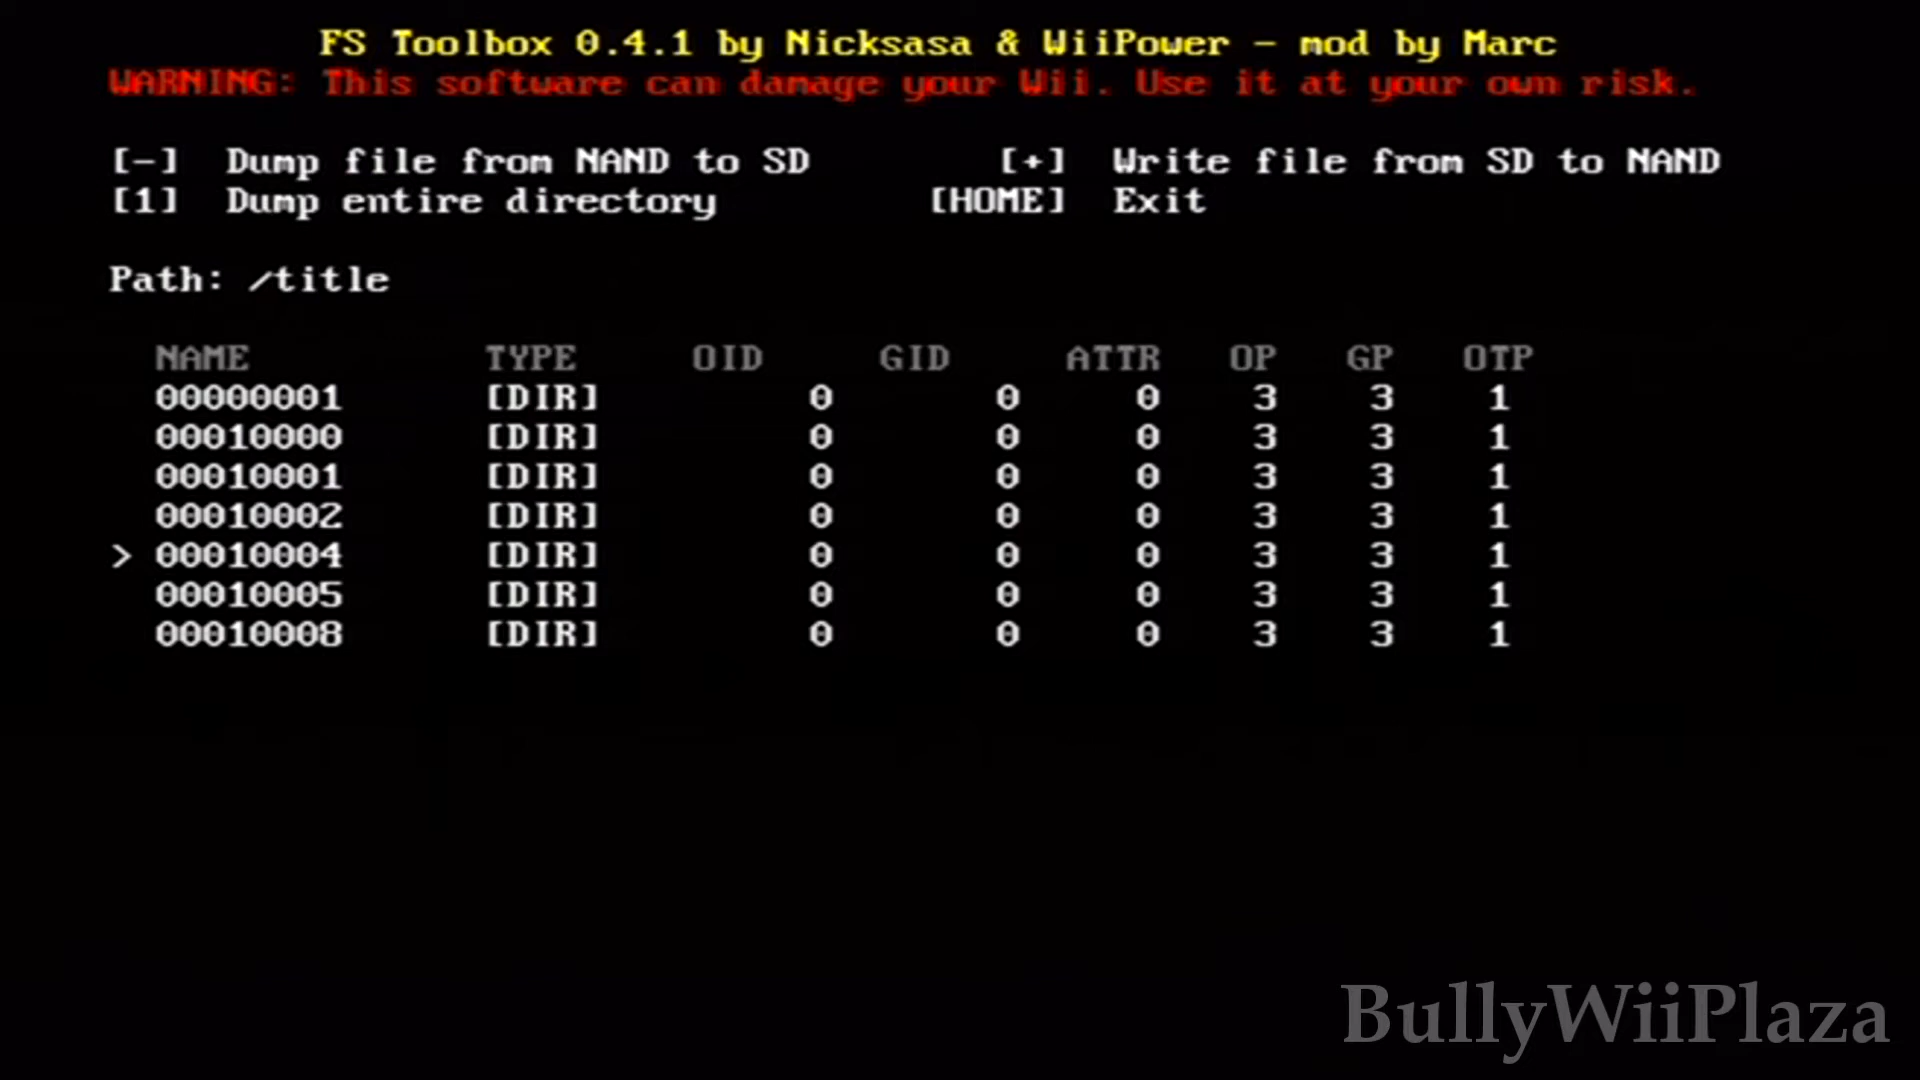 FS Toolbox 0.4.1 by Nicksasa & WiiPower - mod by Marc
WARNING: This software can damage your Wii. Use it at your own risk.
[-] Dump file from NAND to SD [+] Write file from SD to NAND
[1] Dump entire directory [HOME] Exit
Path: /title
NAME TYPE OID GID ATTR OP GP OTP
00000001 [DIR] 0 0 0 3 3 1
00010000 [DIR] 0 0 0 3 3 1
00010001 [DIR] 0 0 0 3 3 1
00010002 [DIR] 0 0 0 3 3 1
> 00010004 [DIR] 0 0 0 3 3 1
00010005 [DIR] 0 0 0 3 3 1
00010008 [DIR] 0 0 0 3 3 1
BullyWiiPlaza